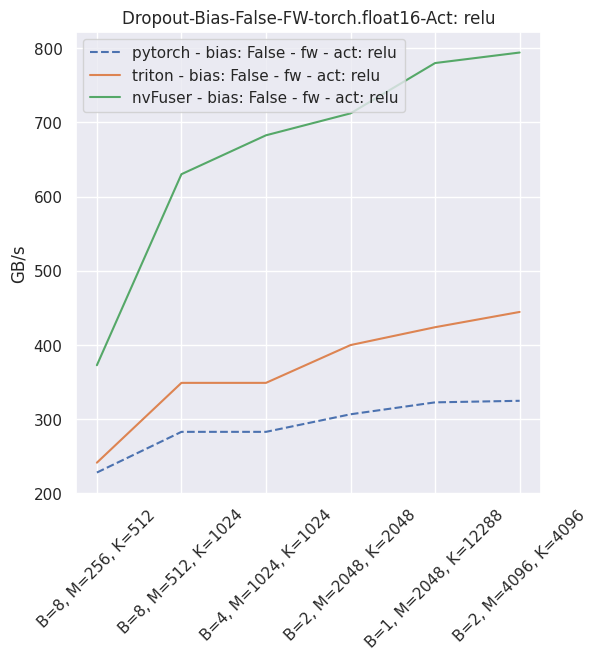 Dropout-Bias-False-FW-torch.float16-Act: relu
pytorch - bias: False - fw - act: relu
triton - bias: False - fw - act: relu
nvFuser - bias: False - fw - act: relu
GB/s
800
700
600
500
400
300
200
B=8, M=256, K=512
B=8, M=512, K=1024
B=4, M=1024, K=1024
B=2, M=2048, K=2048
B=1, M=2048, K=12288
B=2, M=4096, K=4096